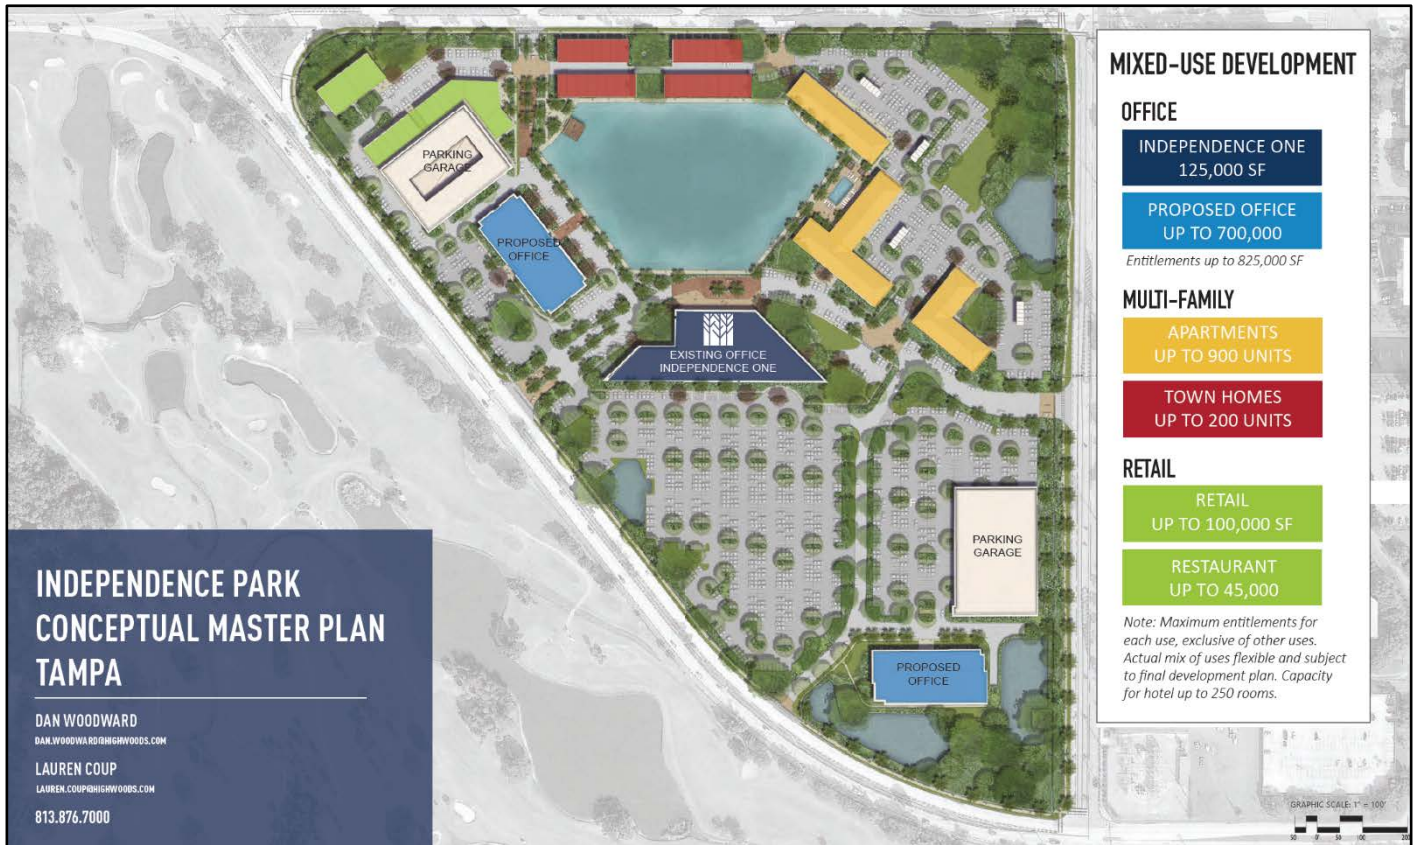 PARKING
GARAGE
PROPOSED
OFFICE
EXISTING OFFICE
INDEPENDENCE ONE
PARKING
GARAGE
PROPOSED
OFFICE
INDEPENDENCE PARK
CONCEPTUAL MASTER PLAN
TAMPA
DAN WOODWARD
DAN.WOODWARD@HIGHWOODS.COM
LAUREN COUP
LAUREN.COUP@HIGHWOODS.COM
813.876.7000
MIXED-USE DEVELOPMENT
OFFICE
INDEPENDENCE ONE
125,000 SF
PROPOSED OFFICE
UP TO 700,000
Entitlements up to 825,000 SF
MULTI-FAMILY
APARTMENTS
UP TO 900 UNITS
TOWN HOMES
UP TO 200 UNITS
RETAIL
RETAIL
UP TO 100,000 SF
RESTAURANT
UP TO 45,000
Note: Maximum entitlements for
each use, exclusive of other uses.
Actual mix of uses flexible and subject
to final development plan. Capacity
for hotel up to 250 rooms.
GRAPHIC SCALE: 1" = 100'
50 0' 50 100 200